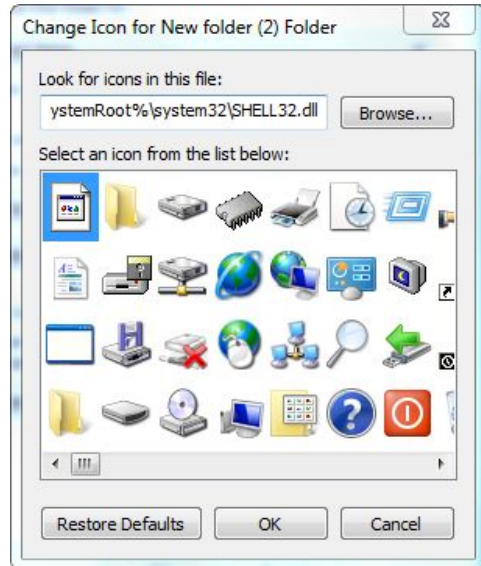 Change Icon for New folder (2) Folder
Look for icons in this file:
ystemRoot%\system32\SHELL32.dll
Browse...
Select an icon from the list below:
Restore Defaults
OK
Cancel